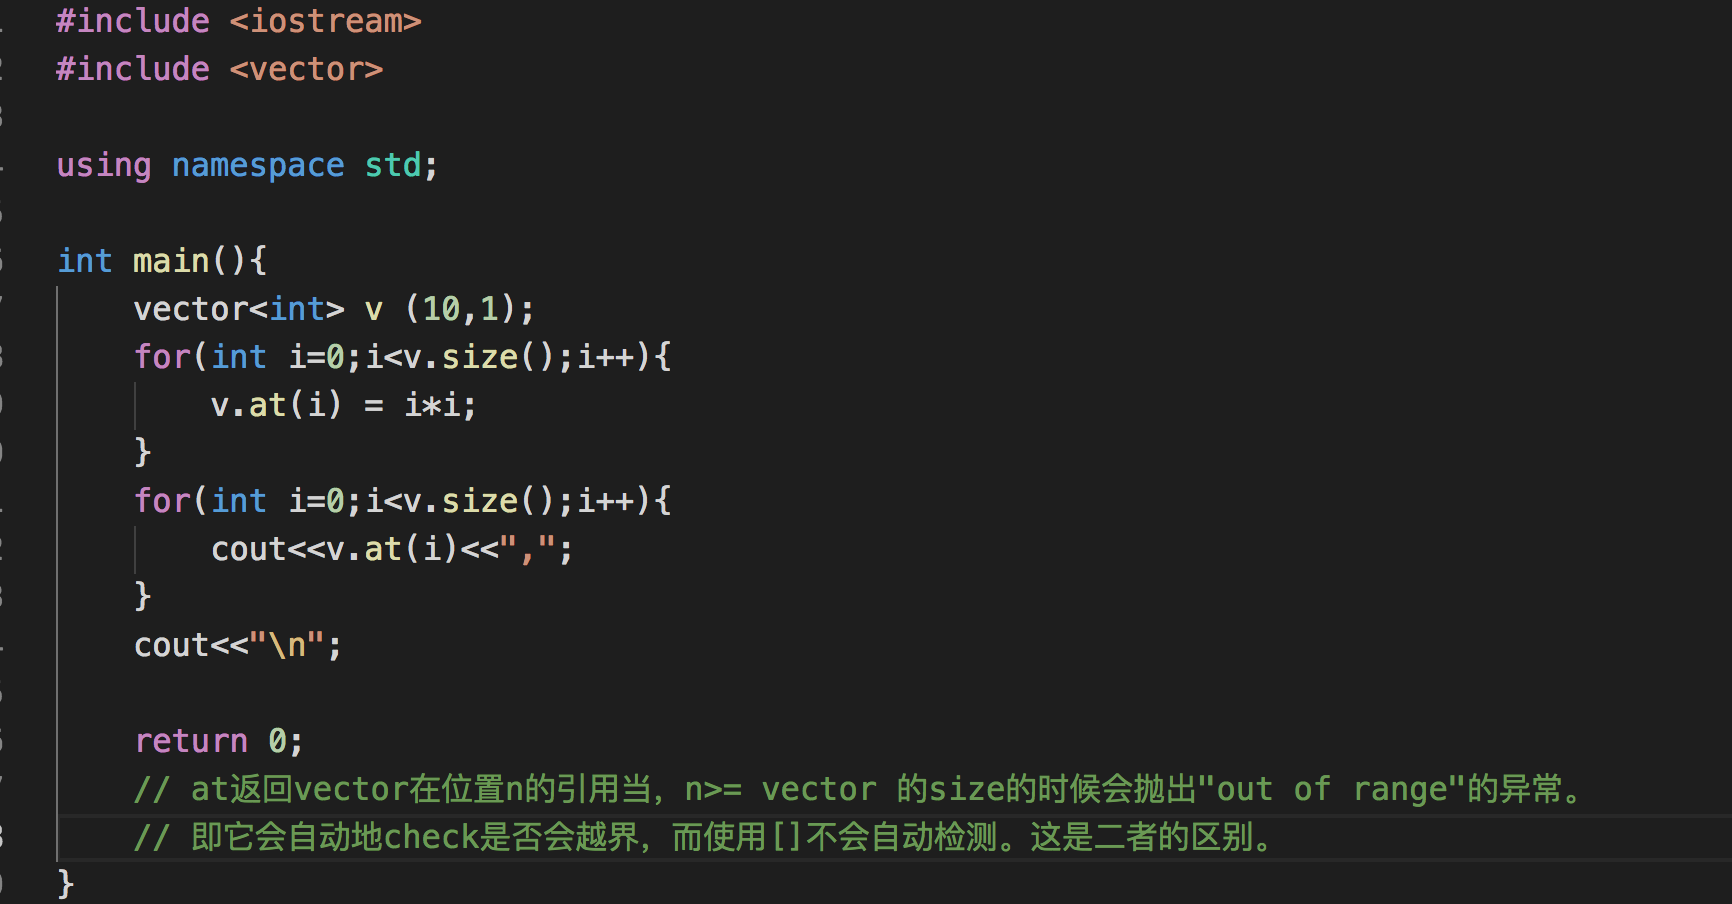 #include <iostream>
#include <vector>
using namespace std;
int main(){
    vector<int> v (10,1);
    for(int i=0;i<v.size();i++){
        v.at(i) = i*i;
    }
    for(int i=0;i<v.size();i++){
        cout<<v.at(i)<<",";
    }
    cout<<"\n";
    return 0;
    // at返回vector在位置n的引用当，n>= vector 的size的时候会抛出"out of range"的异常。
    // 即它会自动地check是否会越界，而使用[]不会自动检测。这是二者的区别。
}